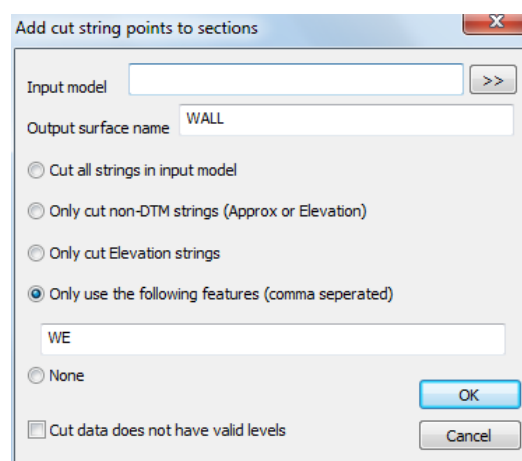 Add cut string points to sections
X
Input model >>
Output surface name WALL
Cut all strings in input model
Only cut non-DTM strings (Approx or Elevation)
Only cut Elevation strings
Only use the following features (comma seperated)
WE
None
OK
Cut data does not have valid levels
Cancel